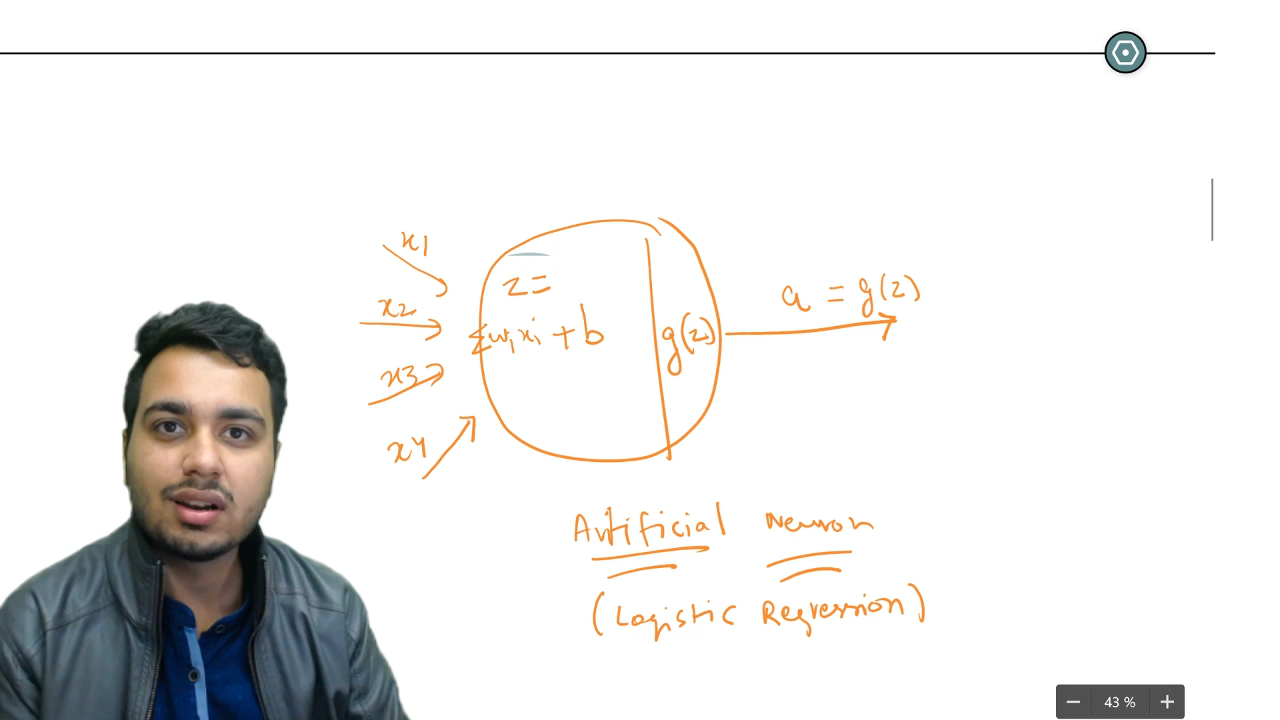 x1
x2
x3
x4
z =
Σwixi + b
g(z)
a = g(z)
Artificial Neuron
(Logistic Regression)
43 %